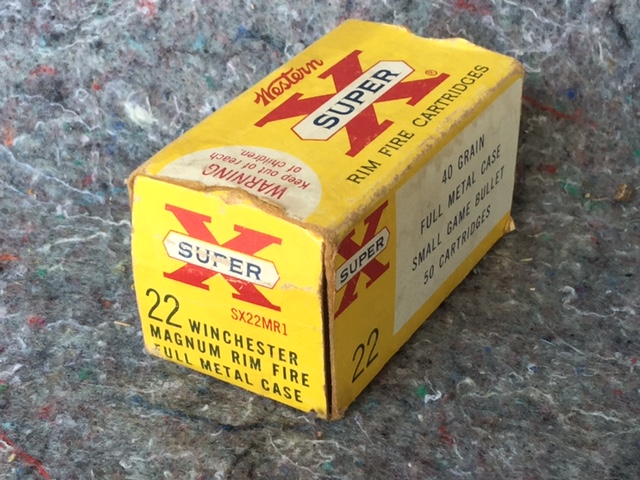 Western
SUPER X®
RIM FIRE CARTRIDGES
WARNING
Keep out of reach
of children.
SUPER X
SX22MR1
22 WINCHESTER
MAGNUM RIM FIRE
FULL METAL CASE
SUPER X
22
40 GRAIN
FULL METAL CASE
SMALL GAME BULLET
50 CARTRIDGES